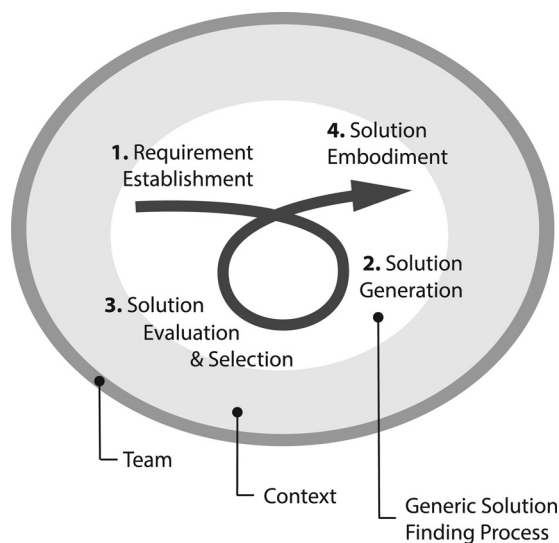 1. Requirement
Establishment
4. Solution
Embodiment
2. Solution
Generation
3. Solution
Evaluation
& Selection
Team
Context
Generic Solution
Finding Process